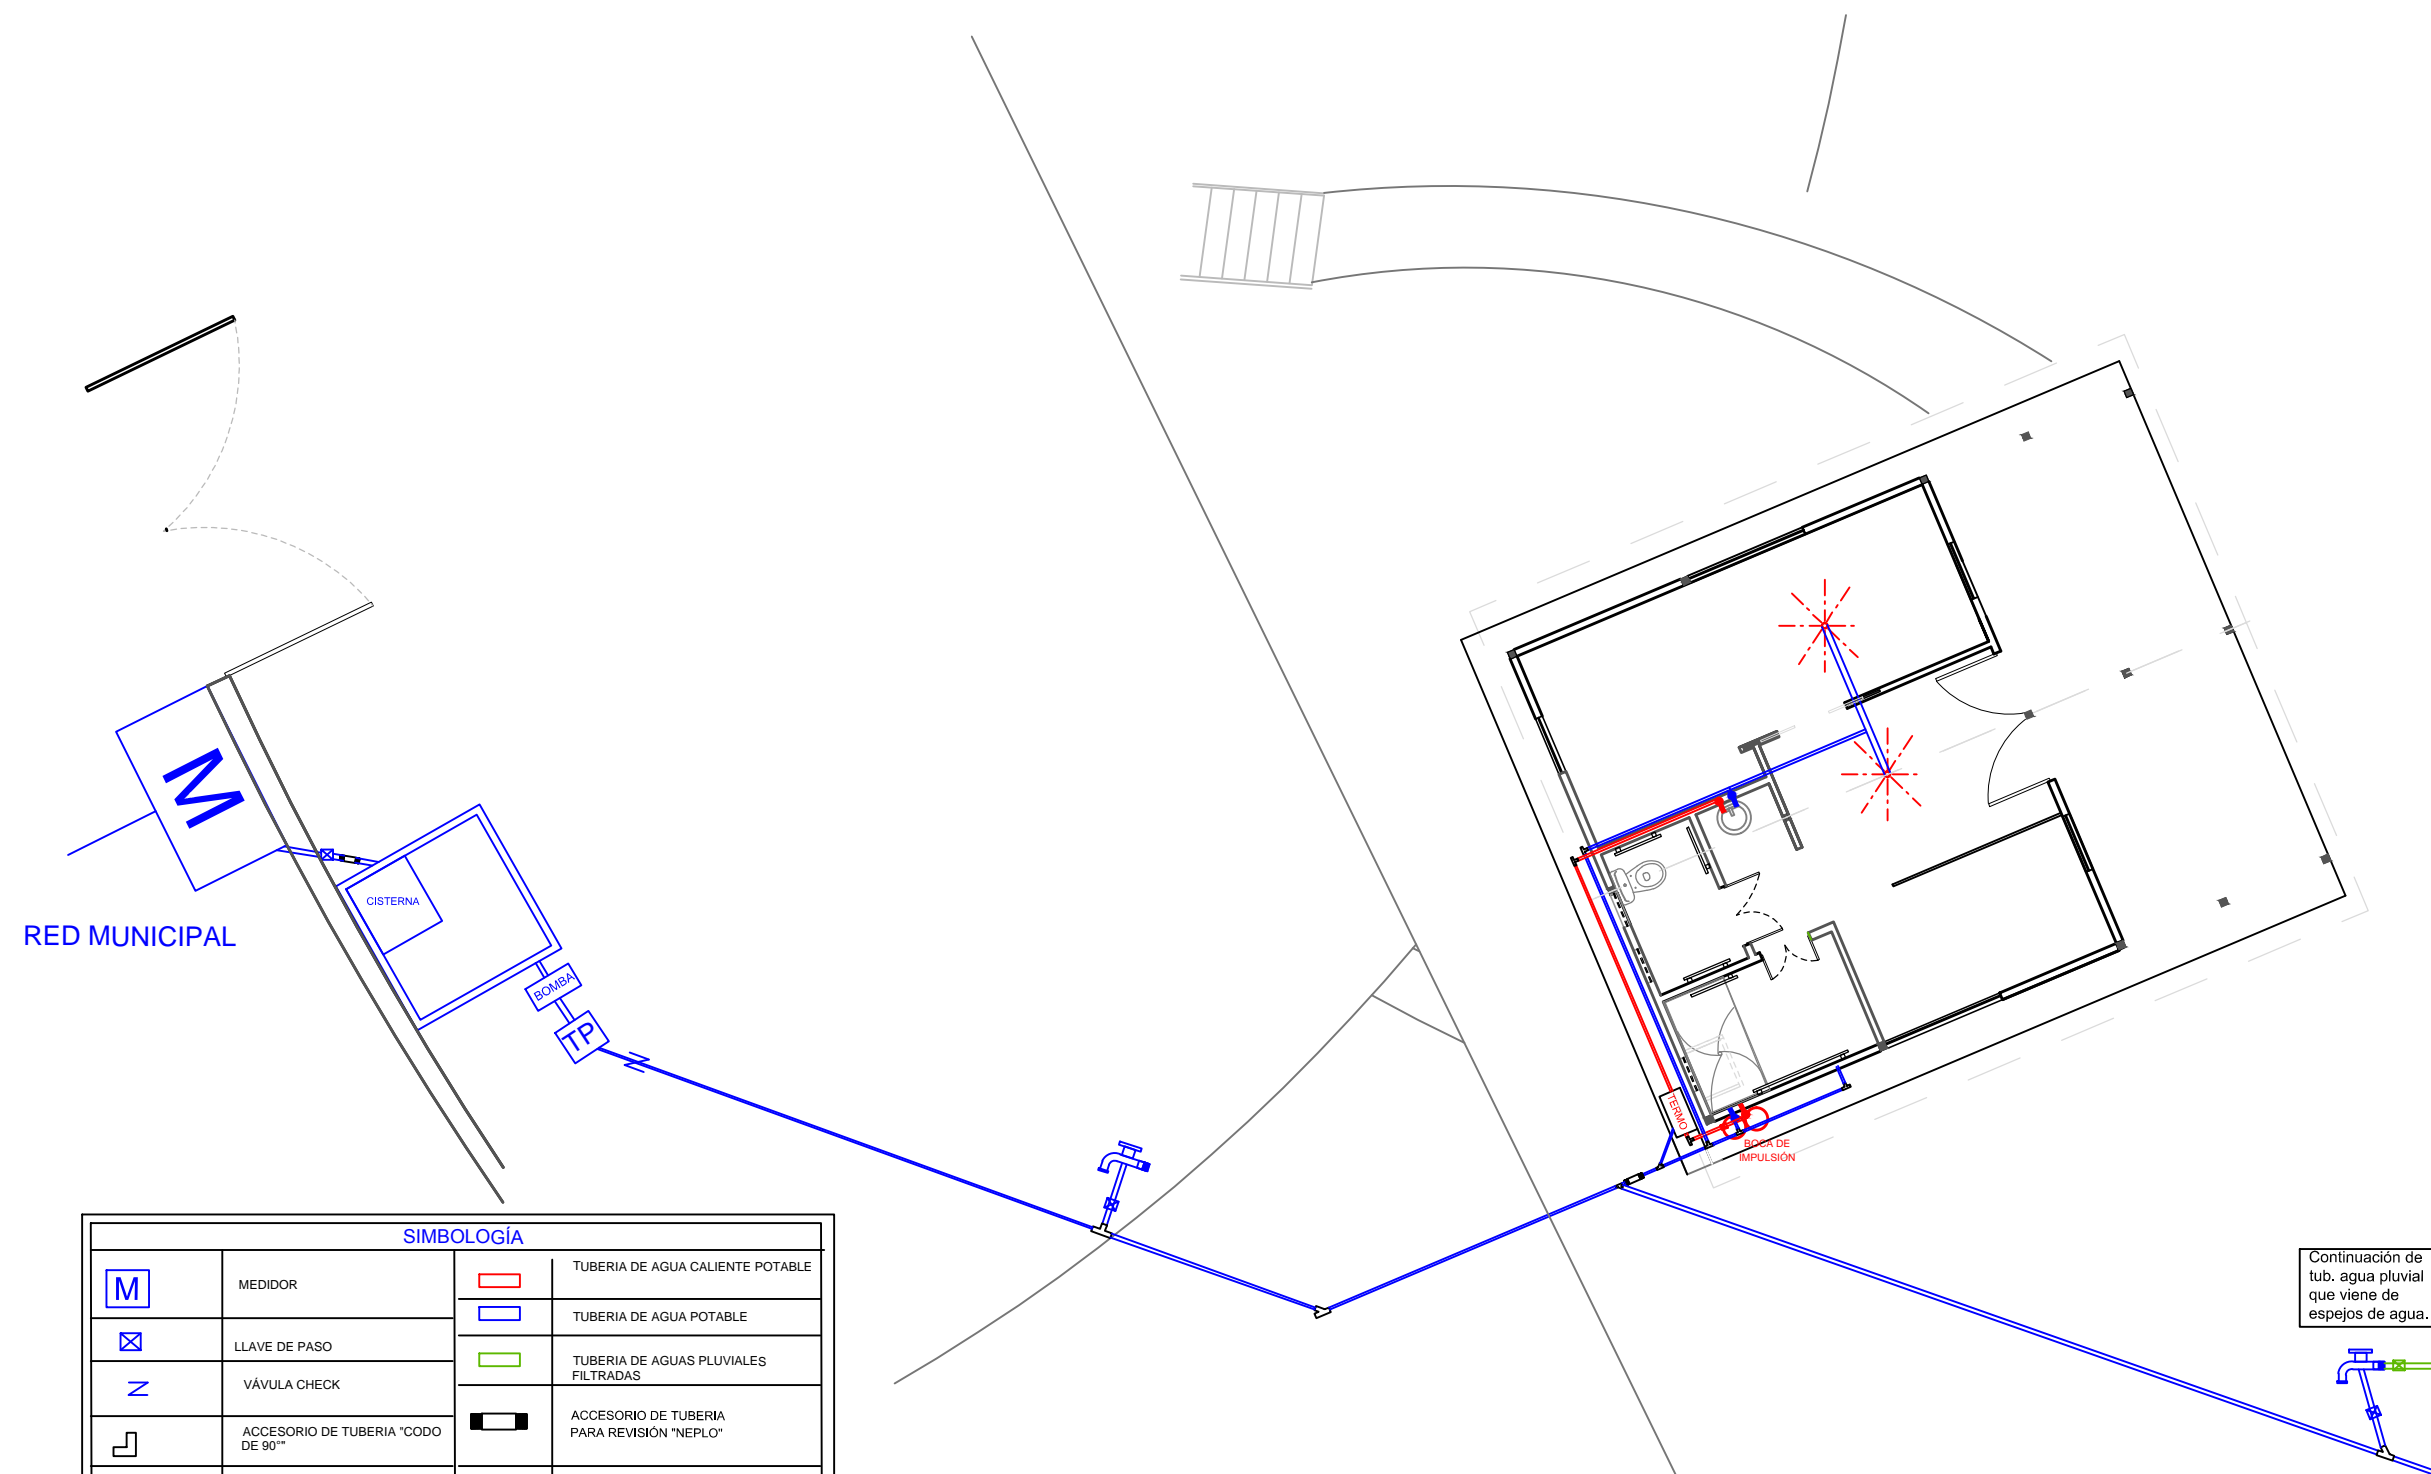 M
RED MUNICIPAL
CISTERNA
BOMBA
TP
N
TERMO
BOCA DE
IMPULSIÓN
SIMBOLOGÍA
M
MEDIDOR
LLAVE DE PASO
VÁVULA CHECK
ACCESORIO DE TUBERIA "CODO
DE 90°"
TUBERIA DE AGUA CALIENTE POTABLE
TUBERIA DE AGUA POTABLE
TUBERIA DE AGUAS PLUVIALES
FILTRADAS
ACCESORIO DE TUBERIA
PARA REVISIÓN "NEPLO"
Continuación de
tub. agua pluvial
que viene de
espejos de agua.